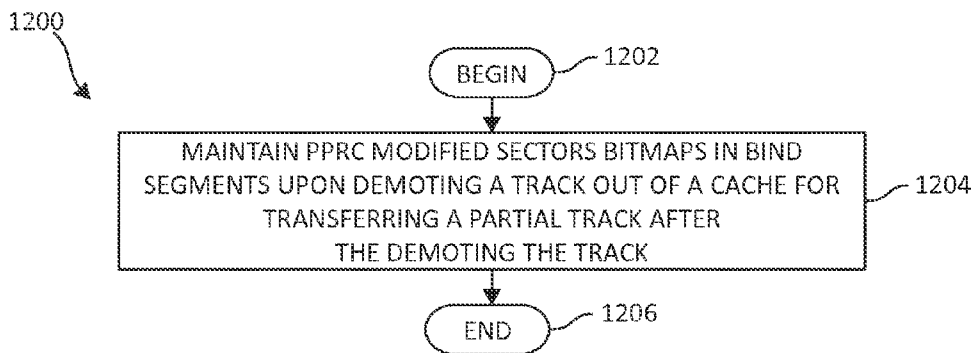 1200
BEGIN
1202
MAINTAIN PPRC MODIFIED SECTORS BITMAPS IN BIND
SEGMENTS UPON DEMOTING A TRACK OUT OF A CACHE FOR
TRANSFERRING A PARTIAL TRACK AFTER
THE DEMOTING THE TRACK
1204
END
1206